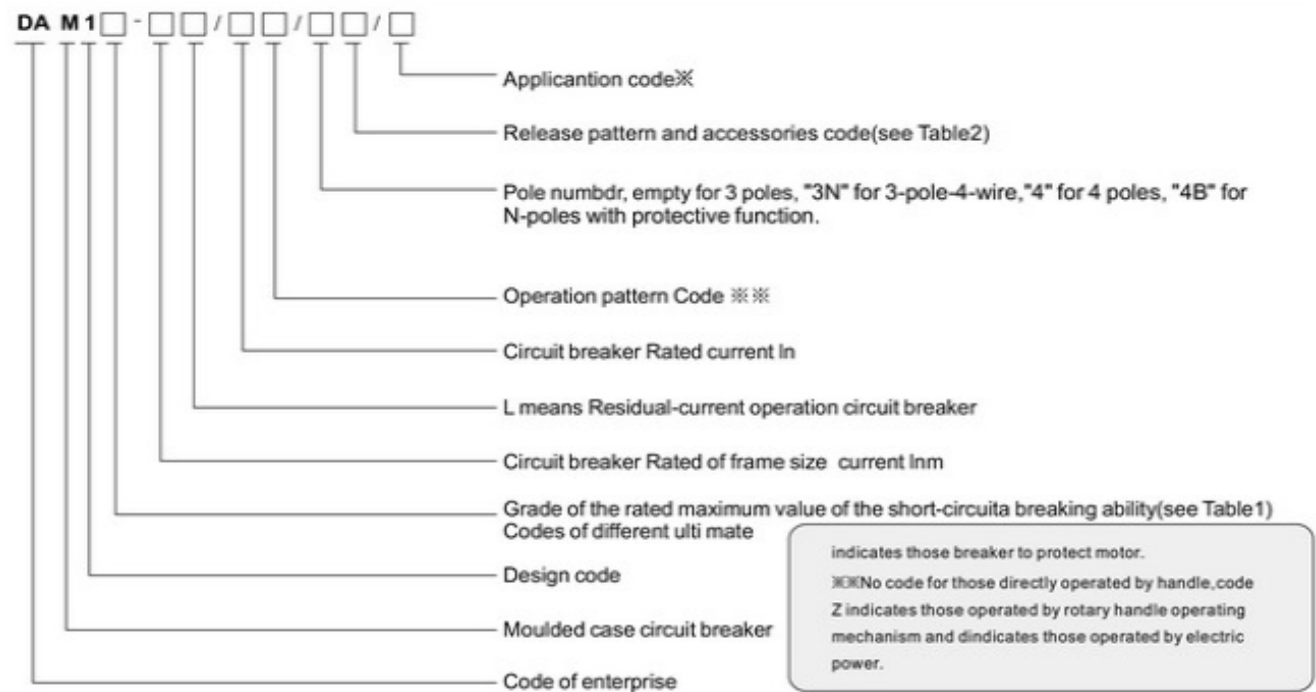 DA M 1 □ - □ □ / □ □ / □ □ / □
Applicantion code※
Release pattern and accessories code(see Table2)
Pole numbdr, empty for 3 poles, "3N" for 3-pole-4-wire,"4" for 4 poles, "4B" for
N-poles with protective function.
Operation pattern Code ※※
Circuit breaker Rated current In
L means Residual-current operation circuit breaker
Circuit breaker Rated of frame size current Inm
Grade of the rated maximum value of the short-circuita breaking ability(see Table1)
Codes of different ulti mate
Design code
Moulded case circuit breaker
Code of enterprise
indicates those breaker to protect motor.
※※No code for those directly operated by handle,code
Z indicates those operated by rotary handle operating
mechanism and dindicates those operated by electric
power.